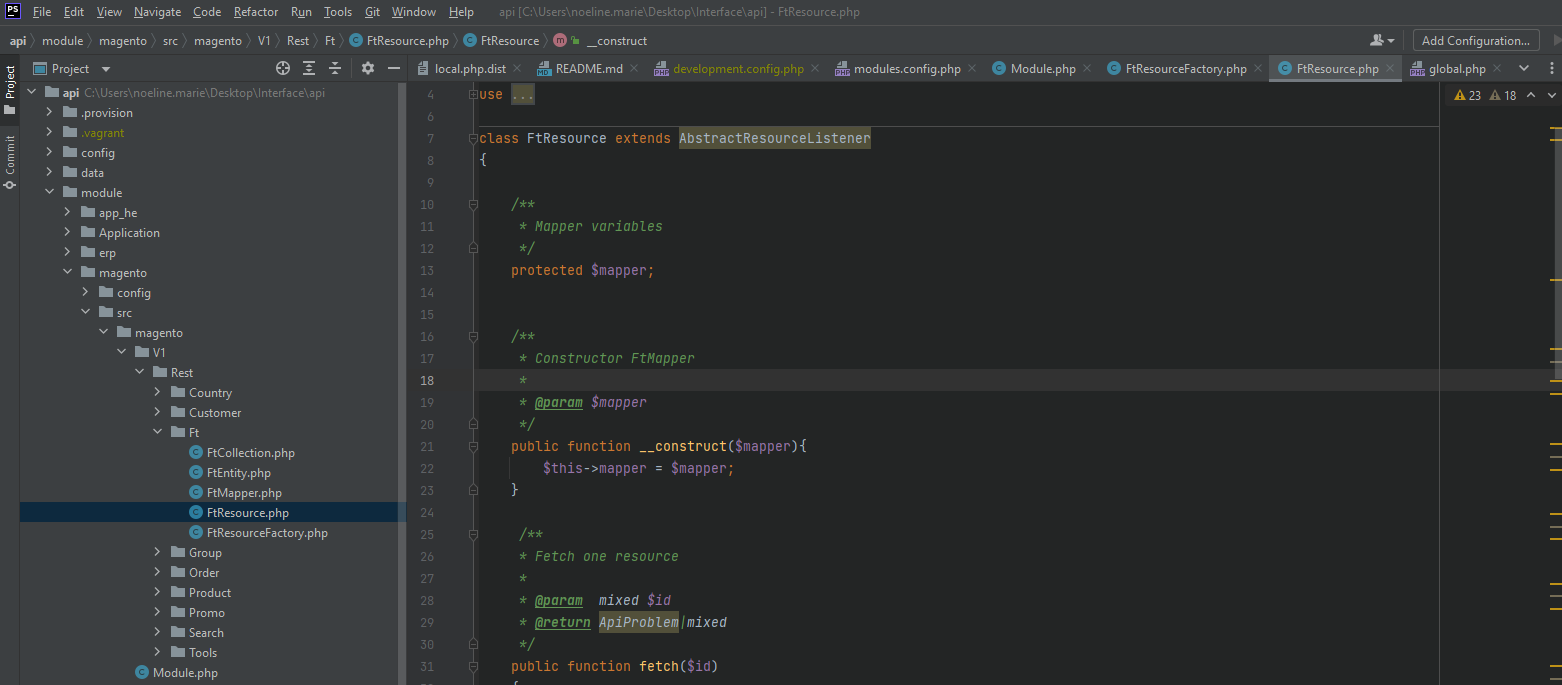 PS File Edit View Navigate Code Refactor Run Tools Git Window Help api [C:\Users\noeline.marie\Desktop\Interface\api] - FtResource.php
api module magento src magento V1 Rest Ft FtResource.php FtResource m __construct Add Configuration...
Project
Commit
Project
local.php.dist README.md development.config.php modules.config.php Module.php FtResourceFactory.php FtResource.php global.php
api C:\Users\noeline.marie\Desktop\Interface\api
.provision
.vagrant
config
data
module
app_he
Application
erp
magento
config
src
magento
V1
Rest
Country
Customer
Ft
FtCollection.php
FtEntity.php
FtMapper.php
FtResource.php
FtResourceFactory.php
Group
Order
Product
Promo
Search
Tools
Module.php
23 18
4 use ...
6
7 class FtResource extends AbstractResourceListener
8 {
9
10 /**
11 * Mapper variables
12 */
13 protected $mapper;
14
15
16 /**
17 * Constructor FtMapper
18 *
19 * @param $mapper
20 */
21 public function __construct($mapper){
22 $this->mapper = $mapper;
23 }
24
25 /**
26 * Fetch one resource
27 *
28 * @param mixed $id
29 * @return ApiProblem|mixed
30 */
31 public function fetch($id)
{